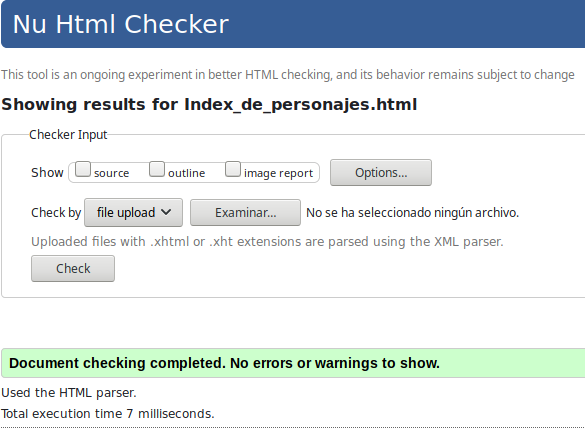 Nu Html Checker
This tool is an ongoing experiment in better HTML checking, and its behavior remains subject to change
Showing results for Index_de_personajes.html
Checker Input
Show source outline image report Options...
Check by file upload Examinar... No se ha seleccionado ningún archivo.
Uploaded files with .xhtml or .xht extensions are parsed using the XML parser.
Check
Document checking completed. No errors or warnings to show.
Used the HTML parser.
Total execution time 7 milliseconds.